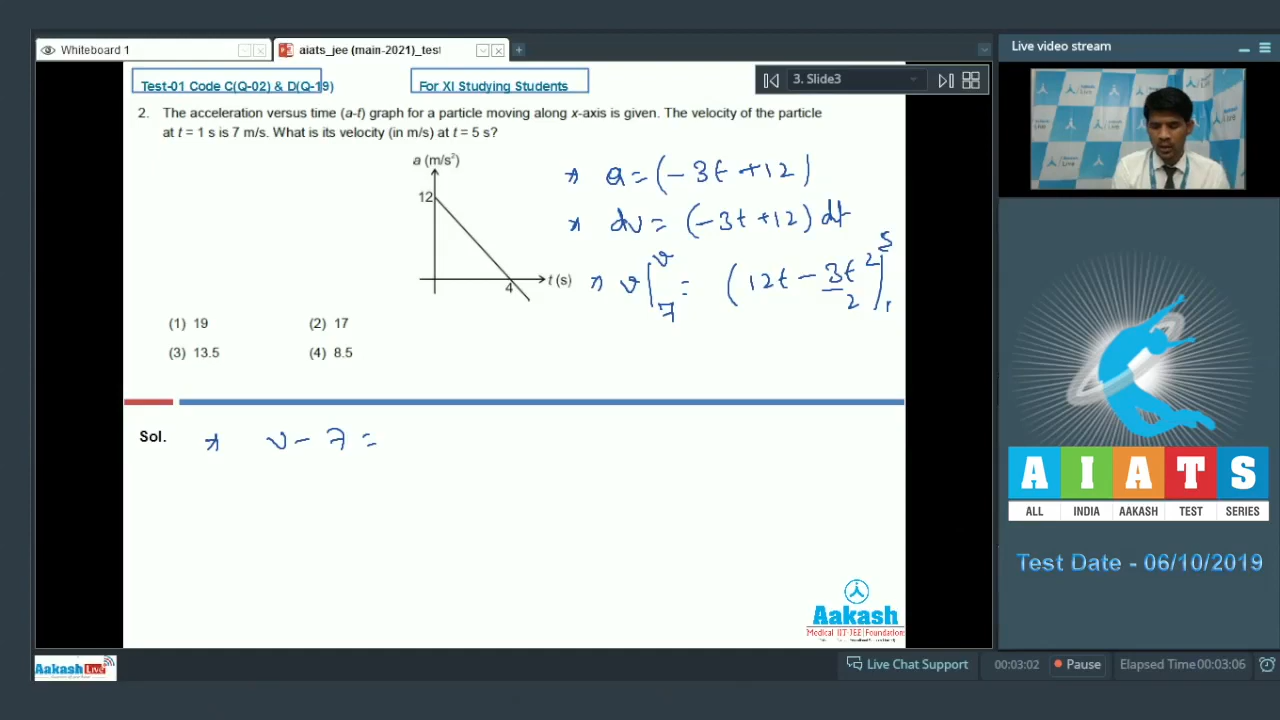 Whiteboard 1
aiats_jee (main-2021)_test
Live video stream
Test-01 Code C(Q-02) & D(Q-19)
For XI Studying Students
3. Slide3
2. The acceleration versus time (a-t) graph for a particle moving along x-axis is given. The velocity of the particle
at t = 1 s is 7 m/s. What is its velocity (in m/s) at t = 5 s?
a (m/s²)
12
4
t (s)
a = (-3t + 12)
dv = (-3t + 12) dt
v|₇ᵛ = (12t - 3t²/2)|₁⁵
(1) 19
(2) 17
(3) 13.5
(4) 8.5
Sol.
v - 7 =
A I A T S
ALL INDIA AAKASH TEST SERIES
Test Date - 06/10/2019
Aakash
Medical IIT-JEE Foundations
Aakash Live
Live Chat Support
00:03:02
Pause
Elapsed Time 00:03:06